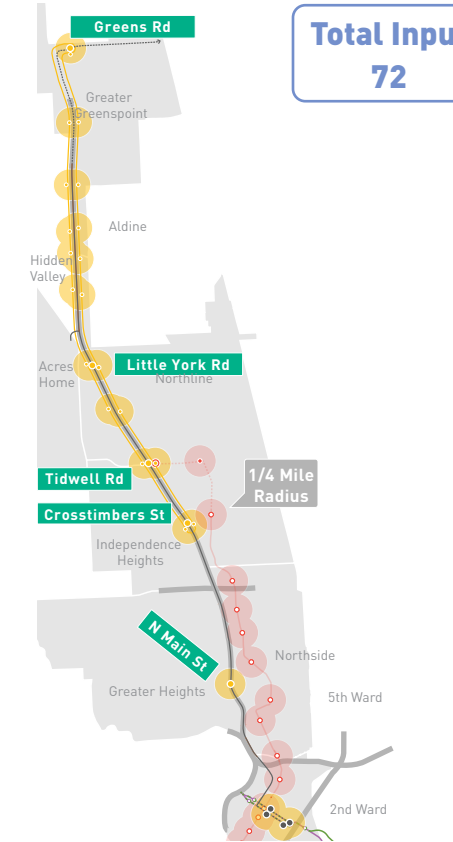 Greens Rd
Total Inpu
72
Greater
Greenspoint
Aldine
Hidden
Valley
Acres
Home
Little York Rd
Northline
Tidwell Rd
1/4 Mile
Radius
Crosstimbers St
Independence
Heights
N Main St
Northside
Greater Heights
5th Ward
2nd Ward